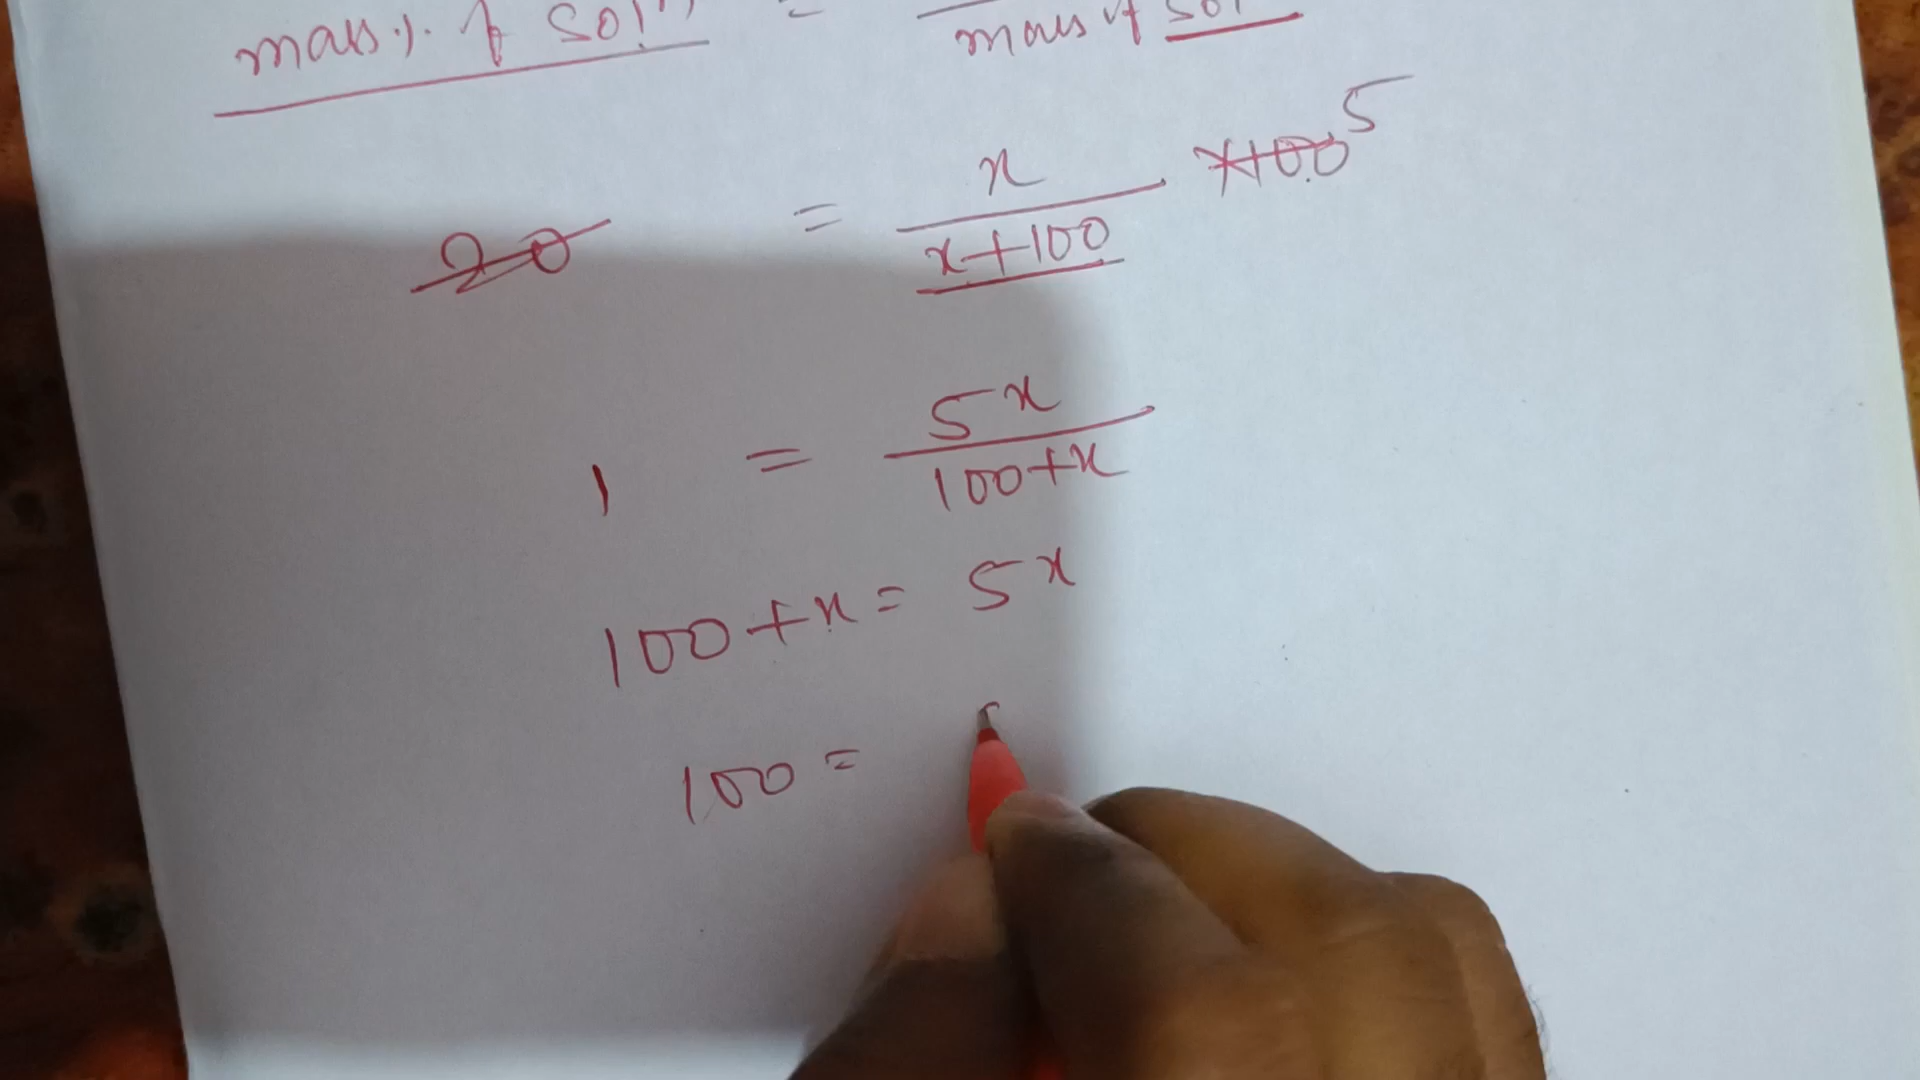 mass % of Solⁿ =
mass of Sol
20 = x / x+100 ×100 5
1 = 5x / 100+x
100+x = 5x
100 =